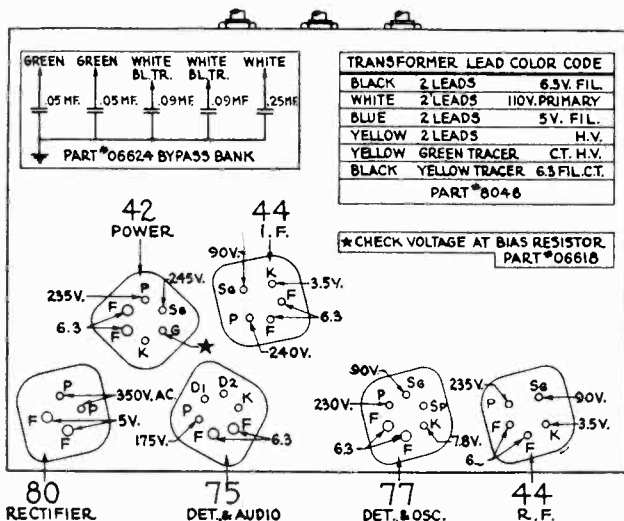 GREEN GREEN WHITE WHITE WHITE
BL.TR. BL.TR.
.05 MF. .05 MF. .09 MF. .09 MF .25 MF.
PART #06624 BYPASS BANK
TRANSFORMER LEAD COLOR CODE
BLACK 2 LEADS 6.3V. FIL.
WHITE 2 LEADS 110V. PRIMARY
BLUE 2 LEADS 5V. FIL.
YELLOW 2 LEADS H.V.
YELLOW GREEN TRACER C.T. H.V.
BLACK YELLOW TRACER 6.3 FIL.C.T.
PART #8046
★CHECK VOLTAGE AT BIAS RESISTOR
PART #06618
42
POWER
235V.
245V.
P
SG
F
6.3
F
G
K
★
44
I.F.
90V.
K
3.5V.
SG
F
6.3
P
F
240V.
P
350V. A.C.
P
F
5V.
F
80
RECTIFIER
D1 D2
K
P
175V.
F
F
6.3
75
DET. & AUDIO
90V.
SG
230V.
P
SP
K
7.8V.
F
6.3
F
77
DET. & OSC.
235V.
SG
90V.
P
F
K
3.5V.
6
F
44
R.F.